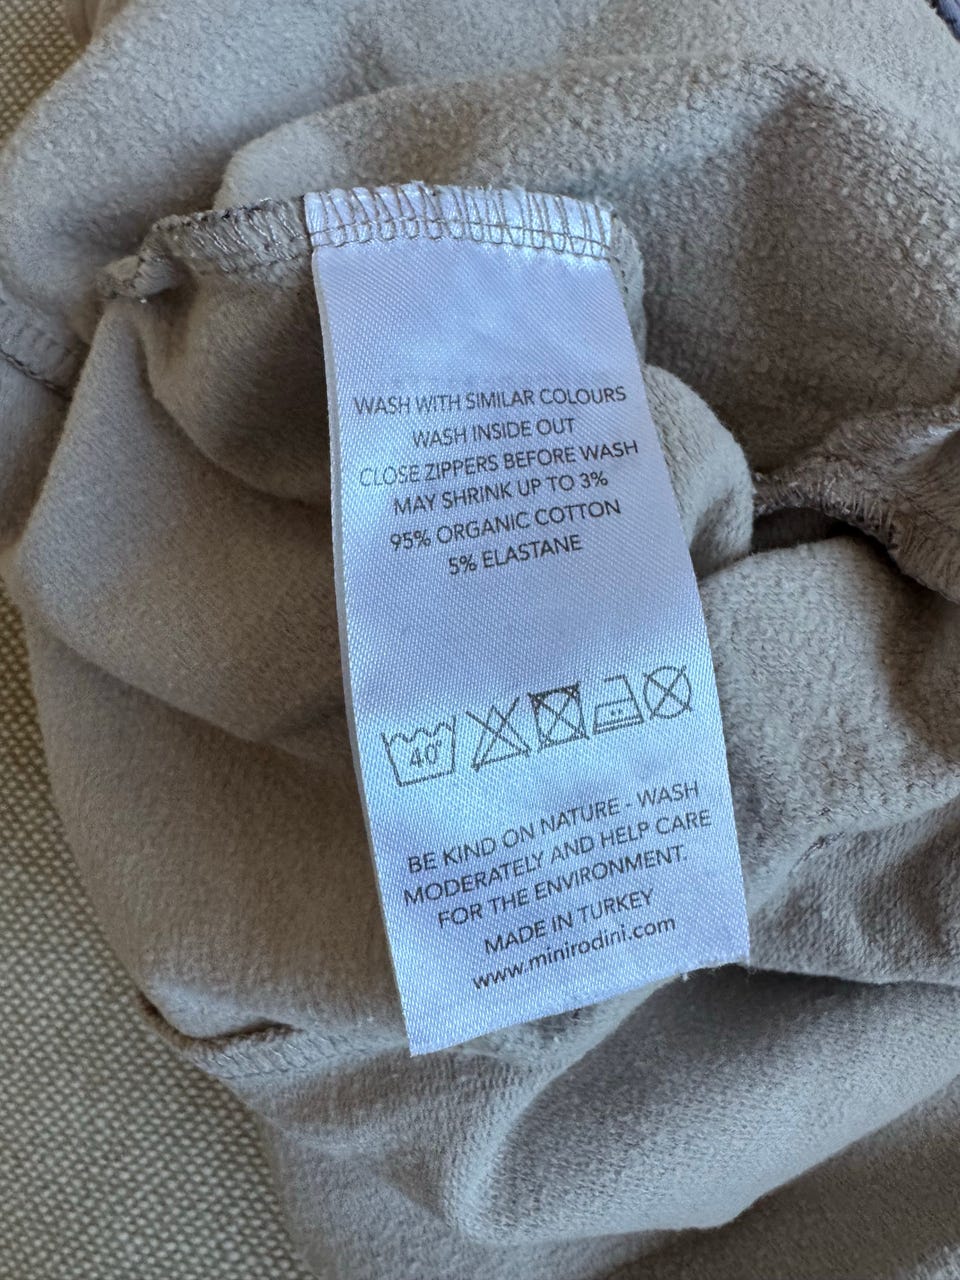 WASH WITH SIMILAR COLOURS
WASH INSIDE OUT
CLOSE ZIPPERS BEFORE WASH
MAY SHRINK UP TO 3%
95% ORGANIC COTTON
5% ELASTANE
40°
BE KIND ON NATURE - WASH
MODERATELY AND HELP CARE
FOR THE ENVIRONMENT.
MADE IN TURKEY
www.minirodini.com